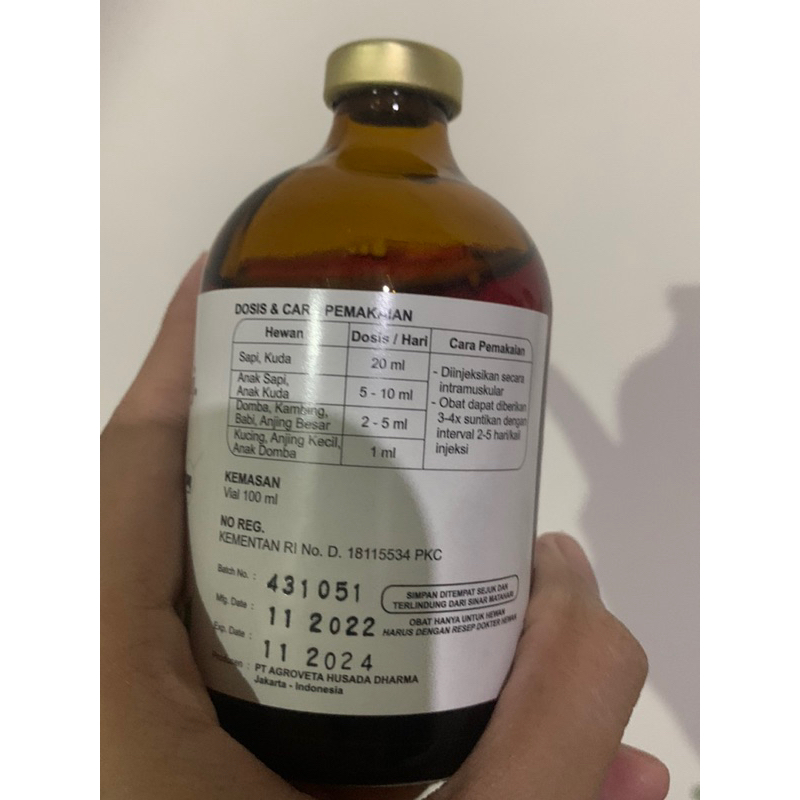 DOSIS & CARA PEMAKAIAN
Hewan Dosis / Hari Cara Pemakaian
Sapi, Kuda 20 ml
Anak Sapi,
Anak Kuda 5 - 10 ml
Domba, Kambing,
Babi, Anjing Besar 2 - 5 ml
Kucing, Anjing Kecil,
Anak Domba 1 ml
- Diinjeksikan secara
intramuskular
- Obat dapat diberikan
3-4x suntikan dengan
interval 2-5 hari/kali
injeksi
KEMASAN
Vial 100 ml
NO REG.
KEMENTAN RI No. D. 18115534 PKC
Batch No. : 431051
Mfg. Date : 11 2022
Exp. Date : 11 2024
SIMPAN DITEMPAT SEJUK DAN
TERLINDUNG DARI SINAR MATAHARI
OBAT HANYA UNTUK HEWAN
HARUS DENGAN RESEP DOKTER HEWAN
Produsen : PT AGROVETA HUSADA DHARMA
Jakarta - Indonesia